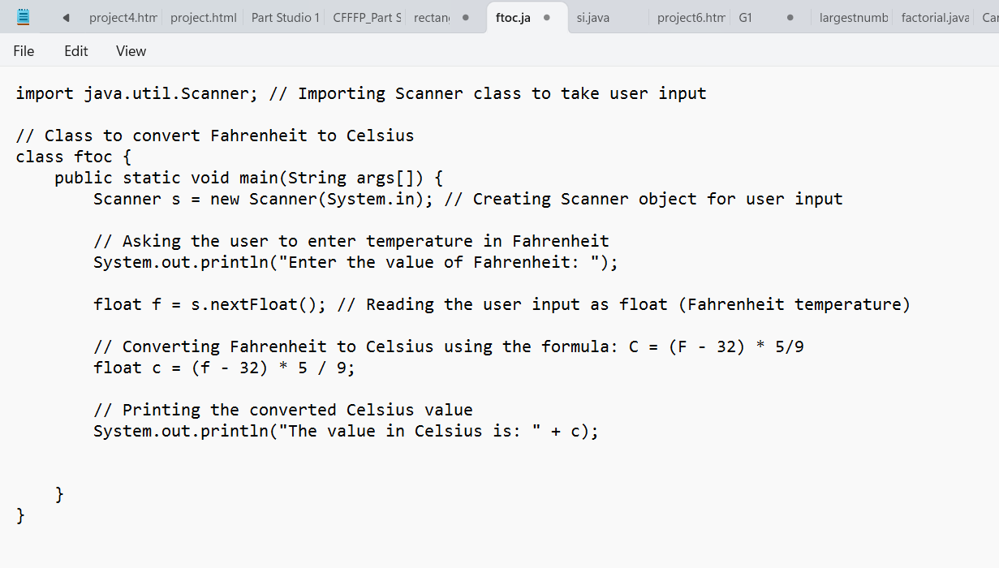 project4.htm project.html Part Studio 1 CFFFP_Part S rectan ftoc.ja si.java project6.htm G1 largestnumb factorial.java Car
File Edit View
import java.util.Scanner; // Importing Scanner class to take user input
// Class to convert Fahrenheit to Celsius
class ftoc {
public static void main(String args[]) {
Scanner s = new Scanner(System.in); // Creating Scanner object for user input
// Asking the user to enter temperature in Fahrenheit
System.out.println("Enter the value of Fahrenheit: ");
float f = s.nextFloat(); // Reading the user input as float (Fahrenheit temperature)
// Converting Fahrenheit to Celsius using the formula: C = (F - 32) * 5/9
float c = (f - 32) * 5 / 9;
// Printing the converted Celsius value
System.out.println("The value in Celsius is: " + c);
}
}